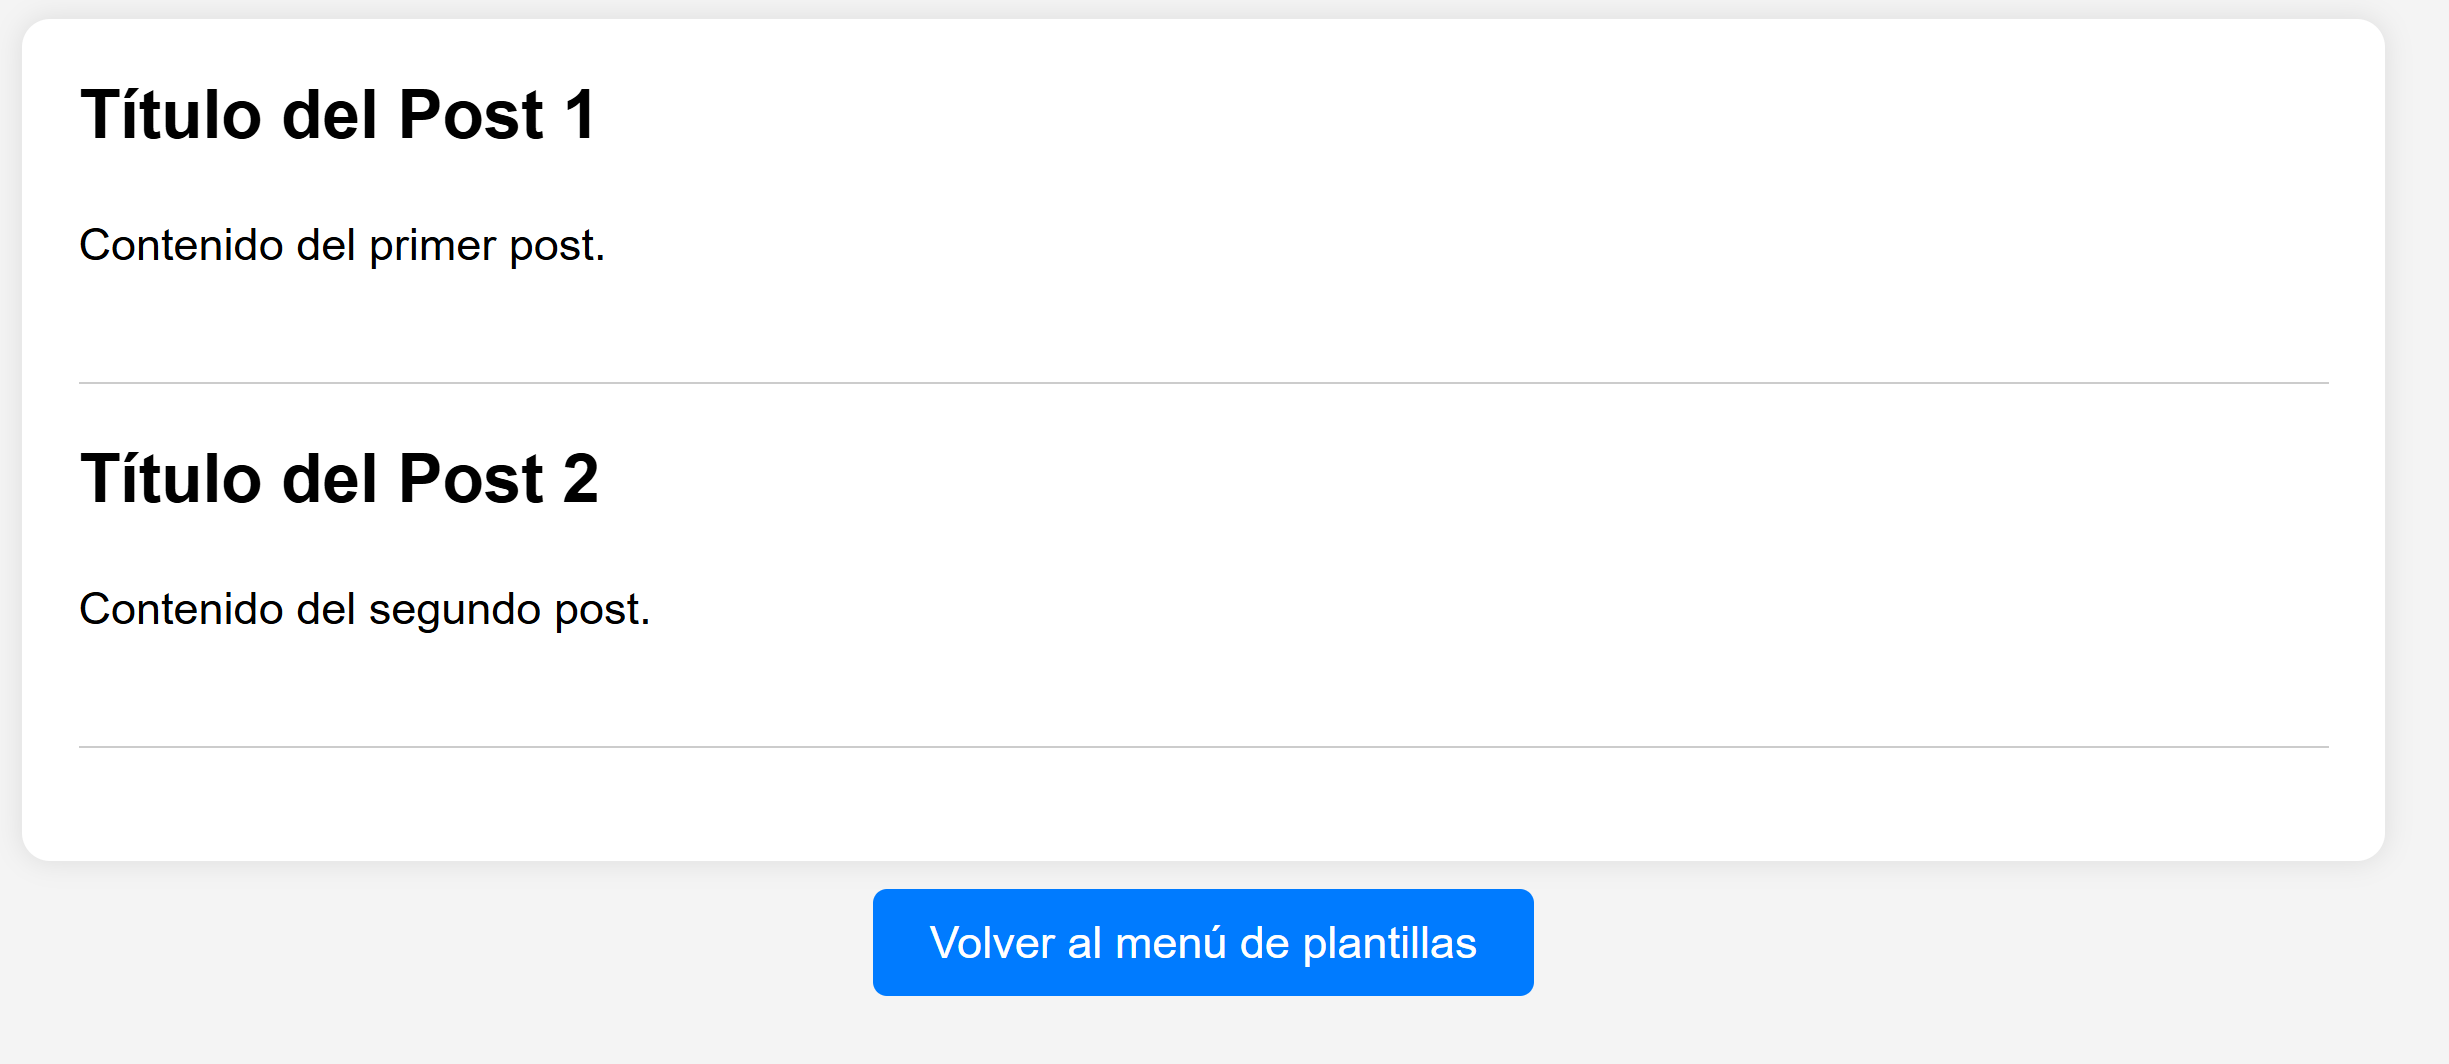 Título del Post 1
Contenido del primer post.
Título del Post 2
Contenido del segundo post.
Volver al menú de plantillas